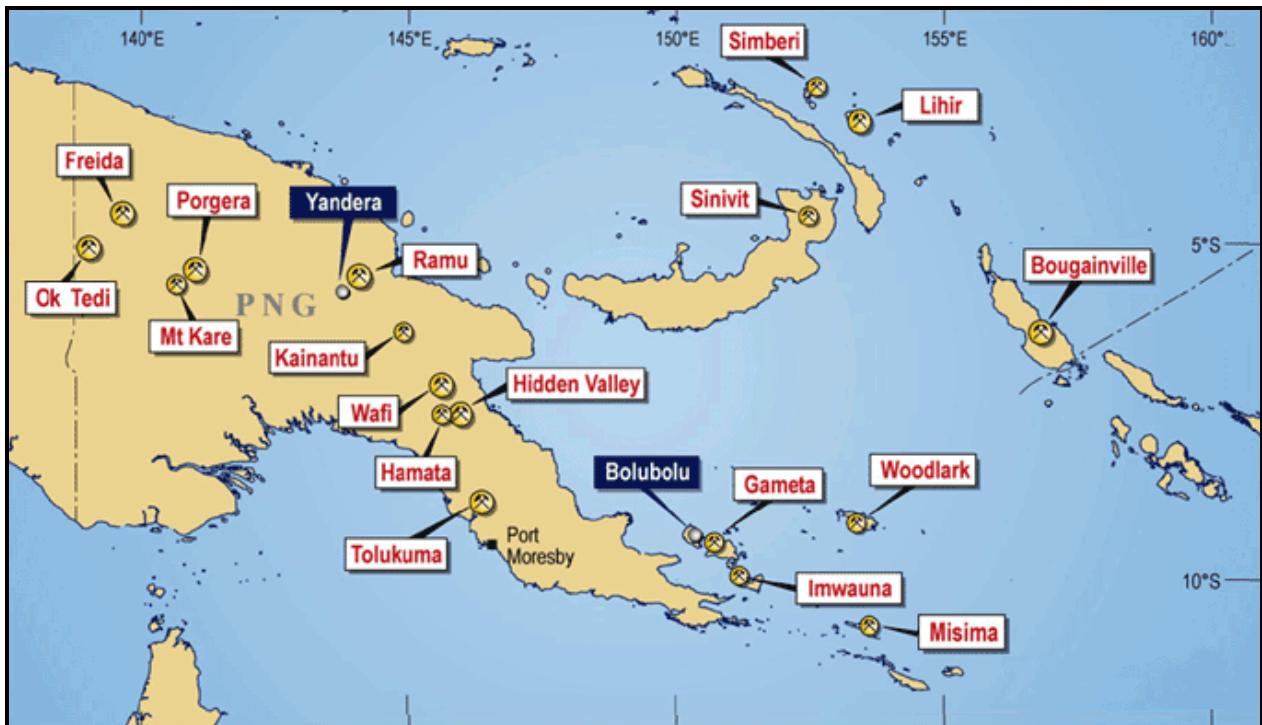 140°E 145°E 150°E 155°E 160°
Simberi
Lihir
Freida
Porgera
Yandera
Sinivit
Ramu
5°S
Bougainville
Ok Tedi
PNG
Mt Kare
Kainantu
Hidden Valley
Wafi
Hamata
Bolubolu
Gameta
Woodlark
Tolukuma
Port
Moresby
Imwauna
10°S
Misima